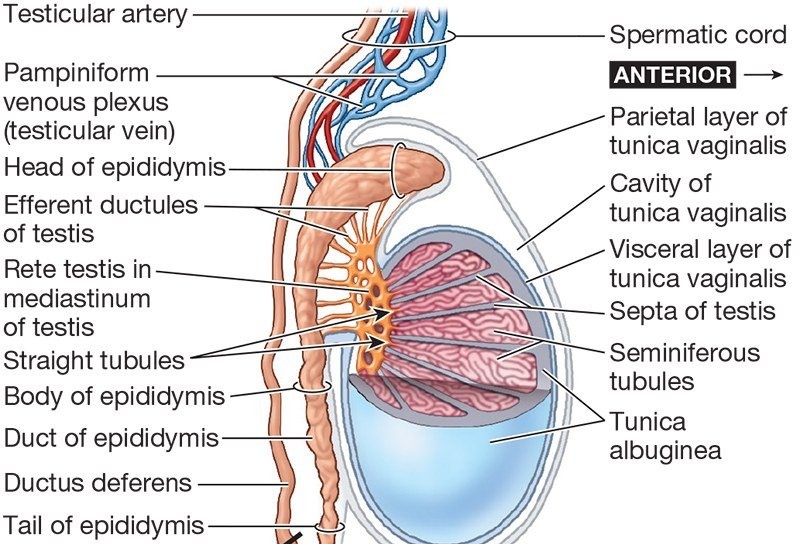 Testicular artery
Pampiniform
venous plexus
(testicular vein)
Head of epididymis
Efferent ductules
of testis
Rete testis in
mediastinum
of testis
Straight tubules
Body of epididymis
Duct of epididymis
Ductus deferens
Tail of epididymis
Spermatic cord
ANTERIOR
Parietal layer of
tunica vaginalis
Cavity of
tunica vaginalis
Visceral layer of
tunica vaginalis
Septa of testis
Seminiferous
tubules
Tunica
albuginea